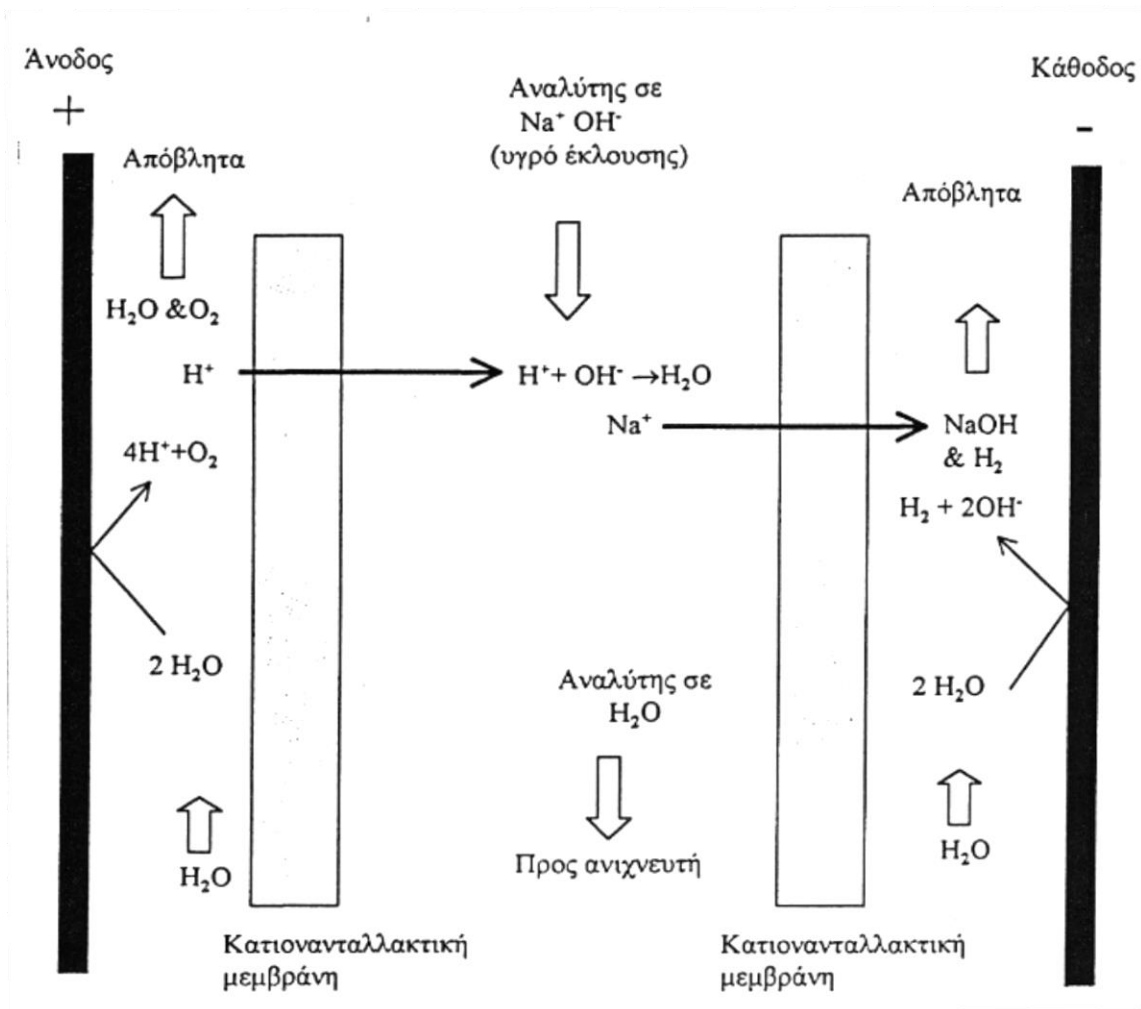 Άνοδος
+
Κάθοδος
-
Αναλύτης σε
Na⁺ OH⁻
(υγρό έκλουσης)
Απόβλητα
Απόβλητα
H₂O &O₂
H⁺
H⁺+ OH⁻ →H₂O
Na⁺
NaOH
& H₂
4H⁺+O₂
H₂ + 2OH⁻
2 H₂O
Αναλύτης σε
H₂O
2 H₂O
H₂O
Προς ανιχνευτή
H₂O
Κατιονανταλλακτική
μεμβράνη
Κατιονανταλλακτική
μεμβράνη